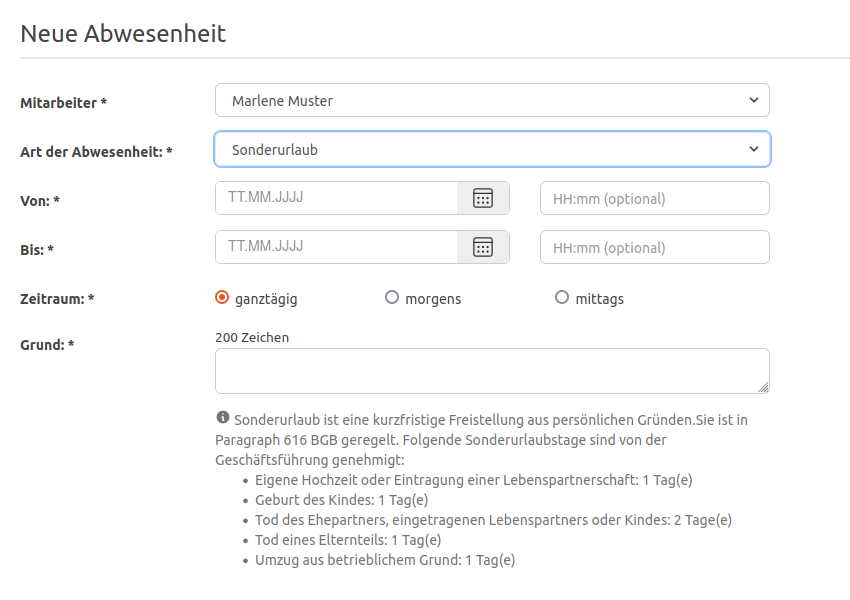 Neue Abwesenheit
Mitarbeiter *
Marlene Muster
Art der Abwesenheit: *
Sonderurlaub
Von: *
TT.MM.JJJJ
HH:mm (optional)
Bis: *
TT.MM.JJJJ
HH:mm (optional)
Zeitraum: *
ganztägig
morgens
mittags
Grund: *
200 Zeichen
Sonderurlaub ist eine kurzfristige Freistellung aus persönlichen Gründen.Sie ist in
Paragraph 616 BGB geregelt. Folgende Sonderurlaubstage sind von der
Geschäftsführung genehmigt:
• Eigene Hochzeit oder Eintragung einer Lebenspartnerschaft: 1 Tag(e)
• Geburt des Kindes: 1 Tag(e)
• Tod des Ehepartners, eingetragenen Lebenspartners oder Kindes: 2 Tage(e)
• Tod eines Elternteils: 1 Tag(e)
• Umzug aus betrieblichem Grund: 1 Tag(e)